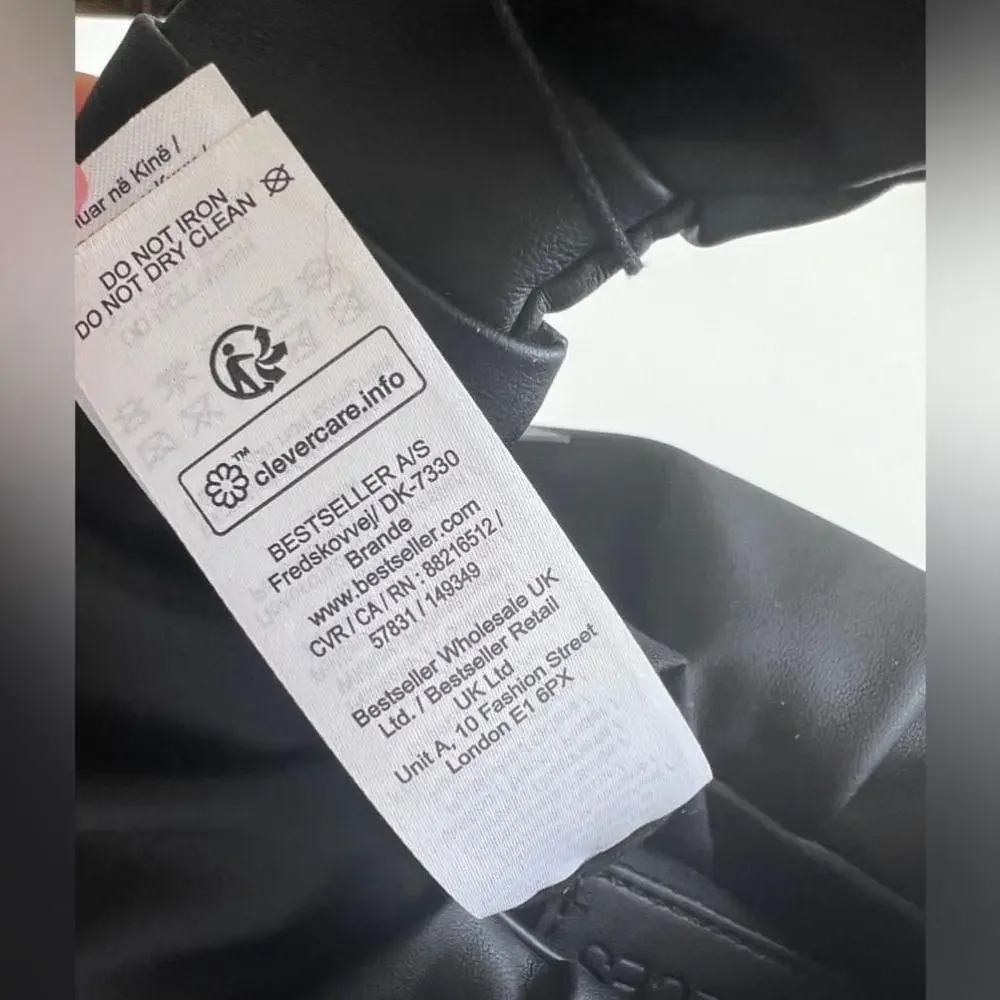 uar në Kinë /
DO NOT IRON
DO NOT DRY CLEAN
TM
clevercare.info
BESTSELLER A/S
Fredskovvej/ DK-7330
Brande
www.bestseller.com
CVR / CA / RN : 88216512 /
57831 / 149349
Bestseller Wholesale UK
Ltd. / Bestseller Retail
UK Ltd
Unit A, 10 Fashion Street
London E1 6PX